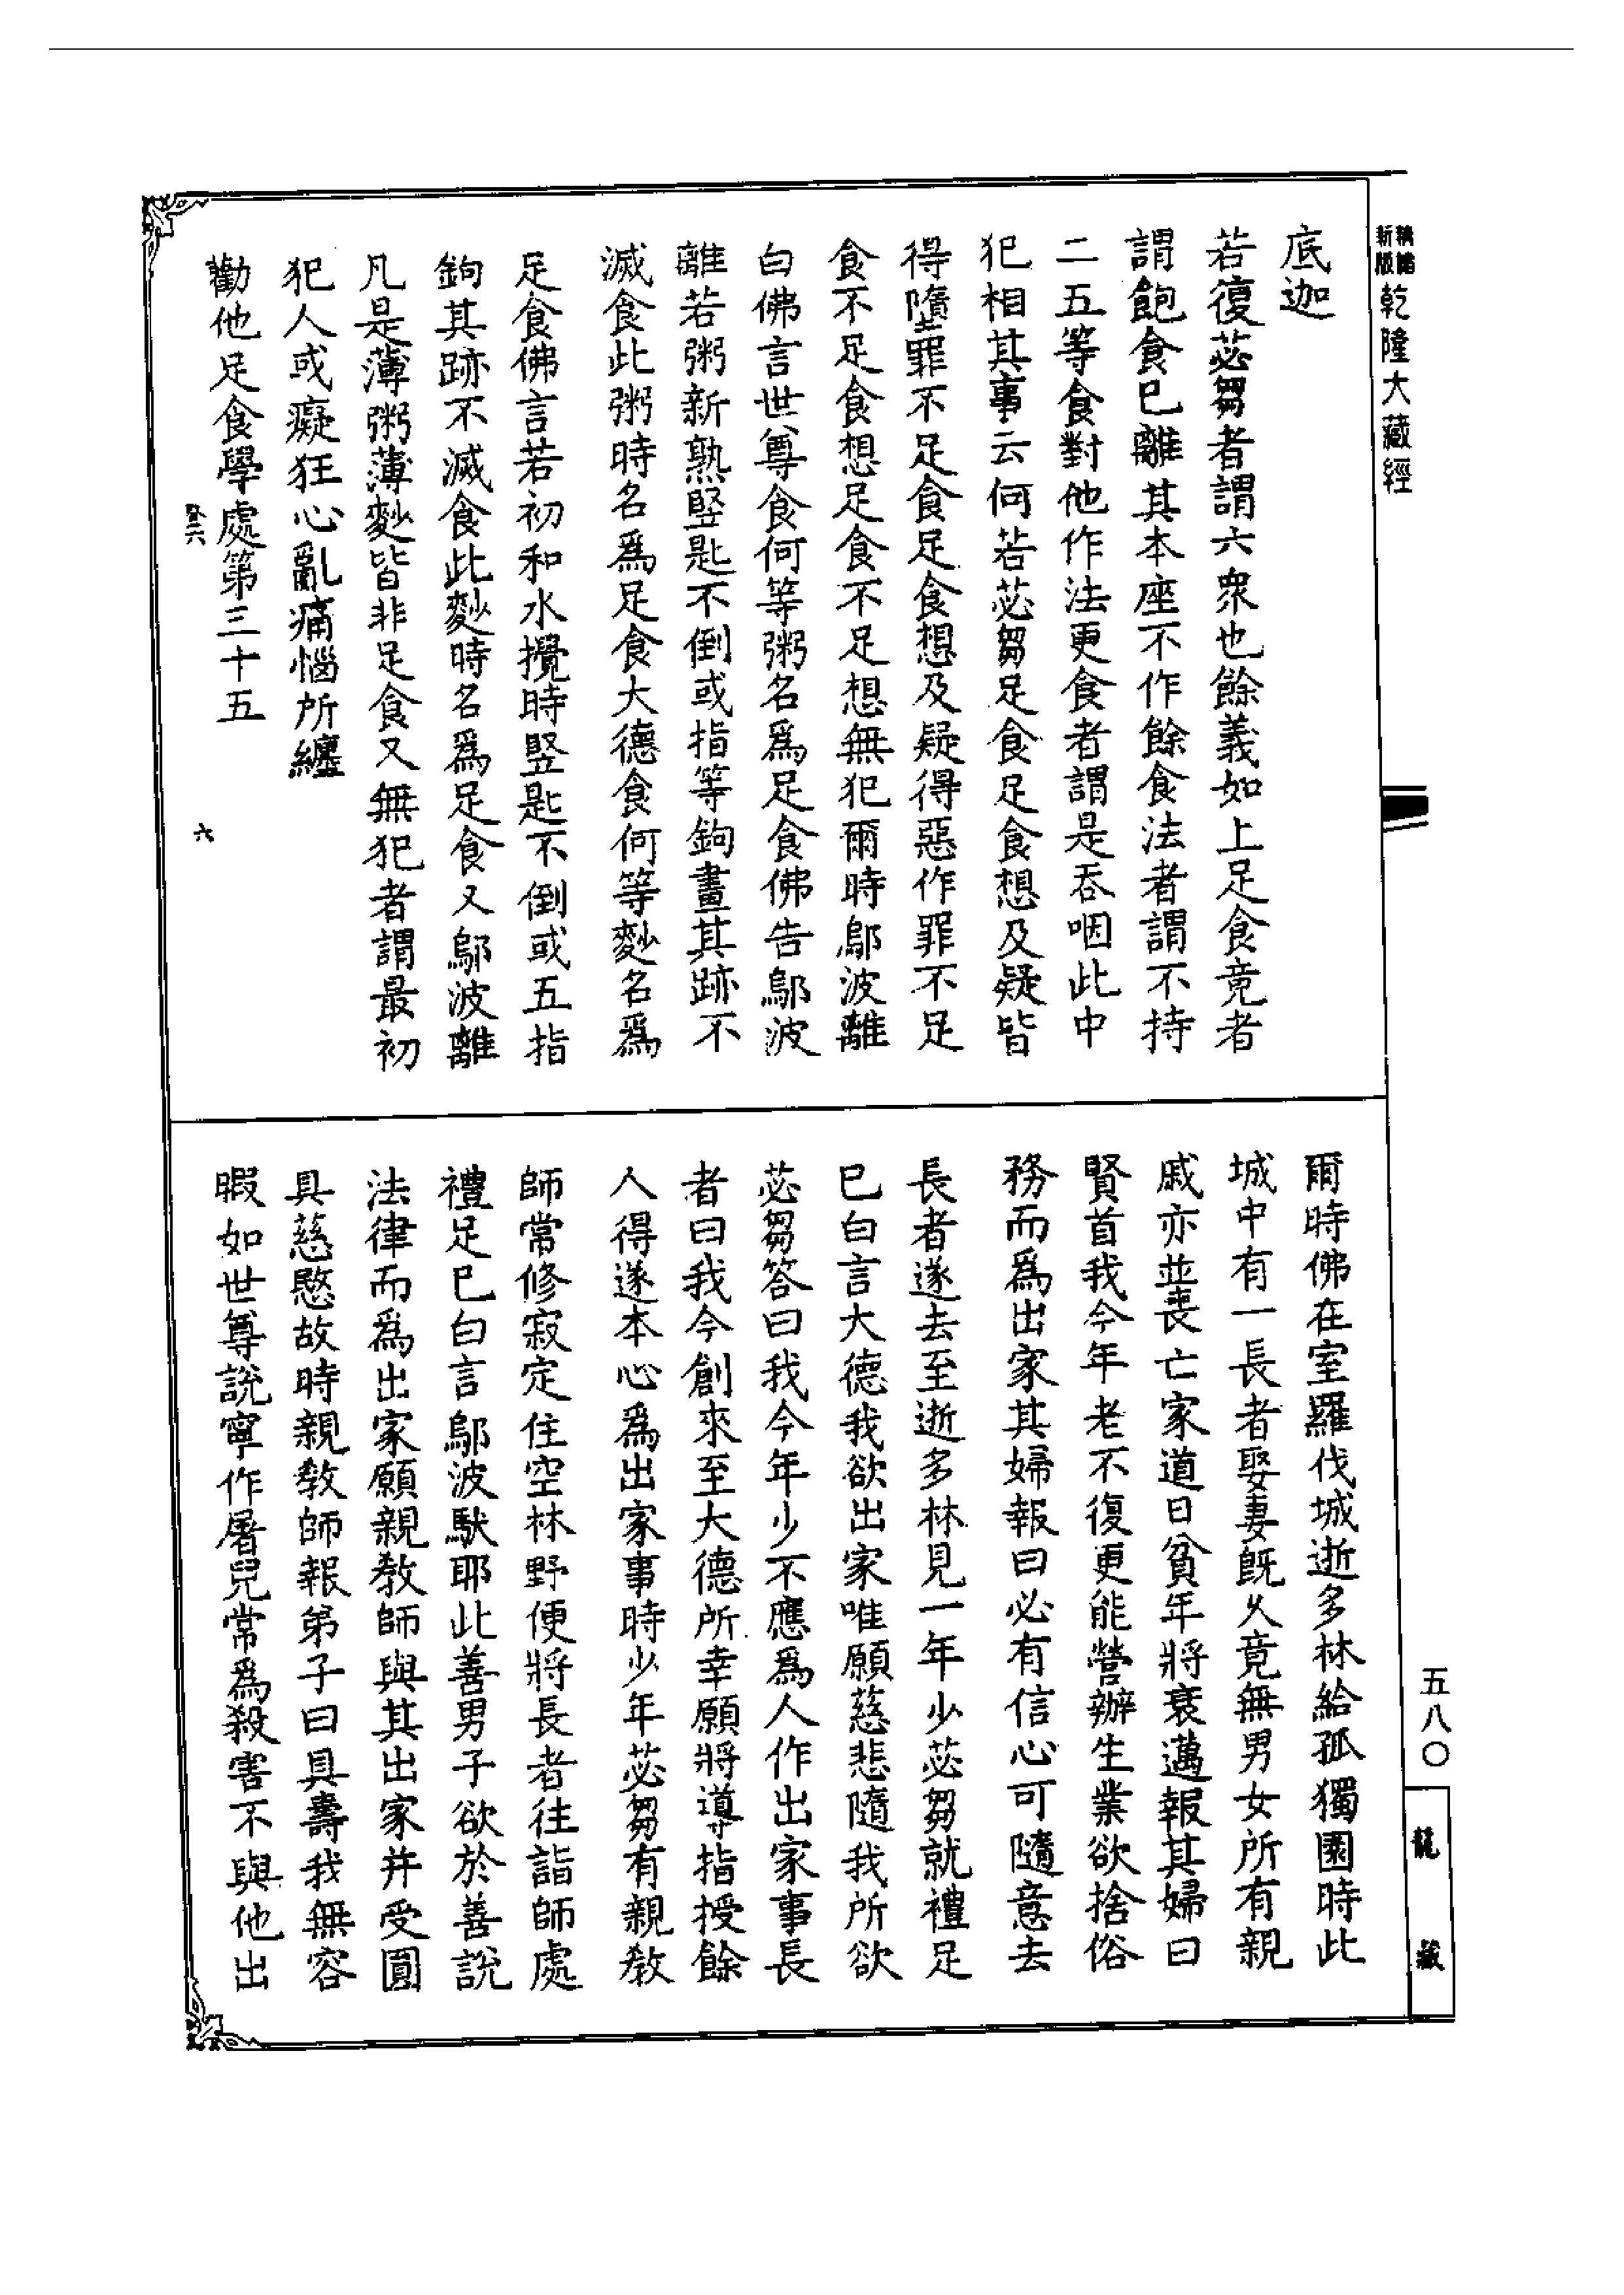 新版
精縮
乾隆大藏經
底迦
若復苾芻者謂六衆也餘義如上足食竟者
謂飽食已離其本座不作餘食法者謂不持
二五等食對他作法更食者謂是吞咽此中
犯相其事云何若苾芻足食足食想及疑皆
得墮罪不足食足食想及疑得惡作罪不足
食不足食想足食不足想無犯爾時鄔波離
白佛言世尊食何等粥名爲足食佛告鄔波
離若粥新熟竪匙不倒或指等鉤畫其跡不
滅食此粥時名爲足食大德食何等麨名爲
足食佛言若初和水攪時竪匙不倒或五指
鉤其跡不滅食此麨時名爲足食又鄔波離
凡是薄粥薄麨皆非足食又無犯者謂最初
犯人或癡狂心亂痛惱所纏
勸他足食學處第三十五
六
爾時佛在室羅伐城逝多林給孤獨園時此
城中有一長者娶妻既久竟無男女所有親
戚亦並喪亡家道日貧年將衰邁報其婦曰
賢首我今年老不復更能營辦生業欲捨俗
務而爲出家其婦報曰必有信心可隨意去
長者遂去至逝多林見一年少苾芻就禮足
已白言大德我欲出家唯願慈悲隨我所欲
苾芻答曰我今年少不應爲人作出家事長
者曰我今創來至大德所幸願將導指授餘
人得遂本心爲出家事時少年苾芻有親教
師常修寂定住空林野便將長者往詣師處
禮足已白言鄔波馱耶此善男子欲於善說
法律而爲出家願親教師與其出家并受圓
具慈愍故時親教師報弟子曰具壽我無容
暇如世尊說寧作屠兒常爲殺害不與他出
五八〇
龍藏